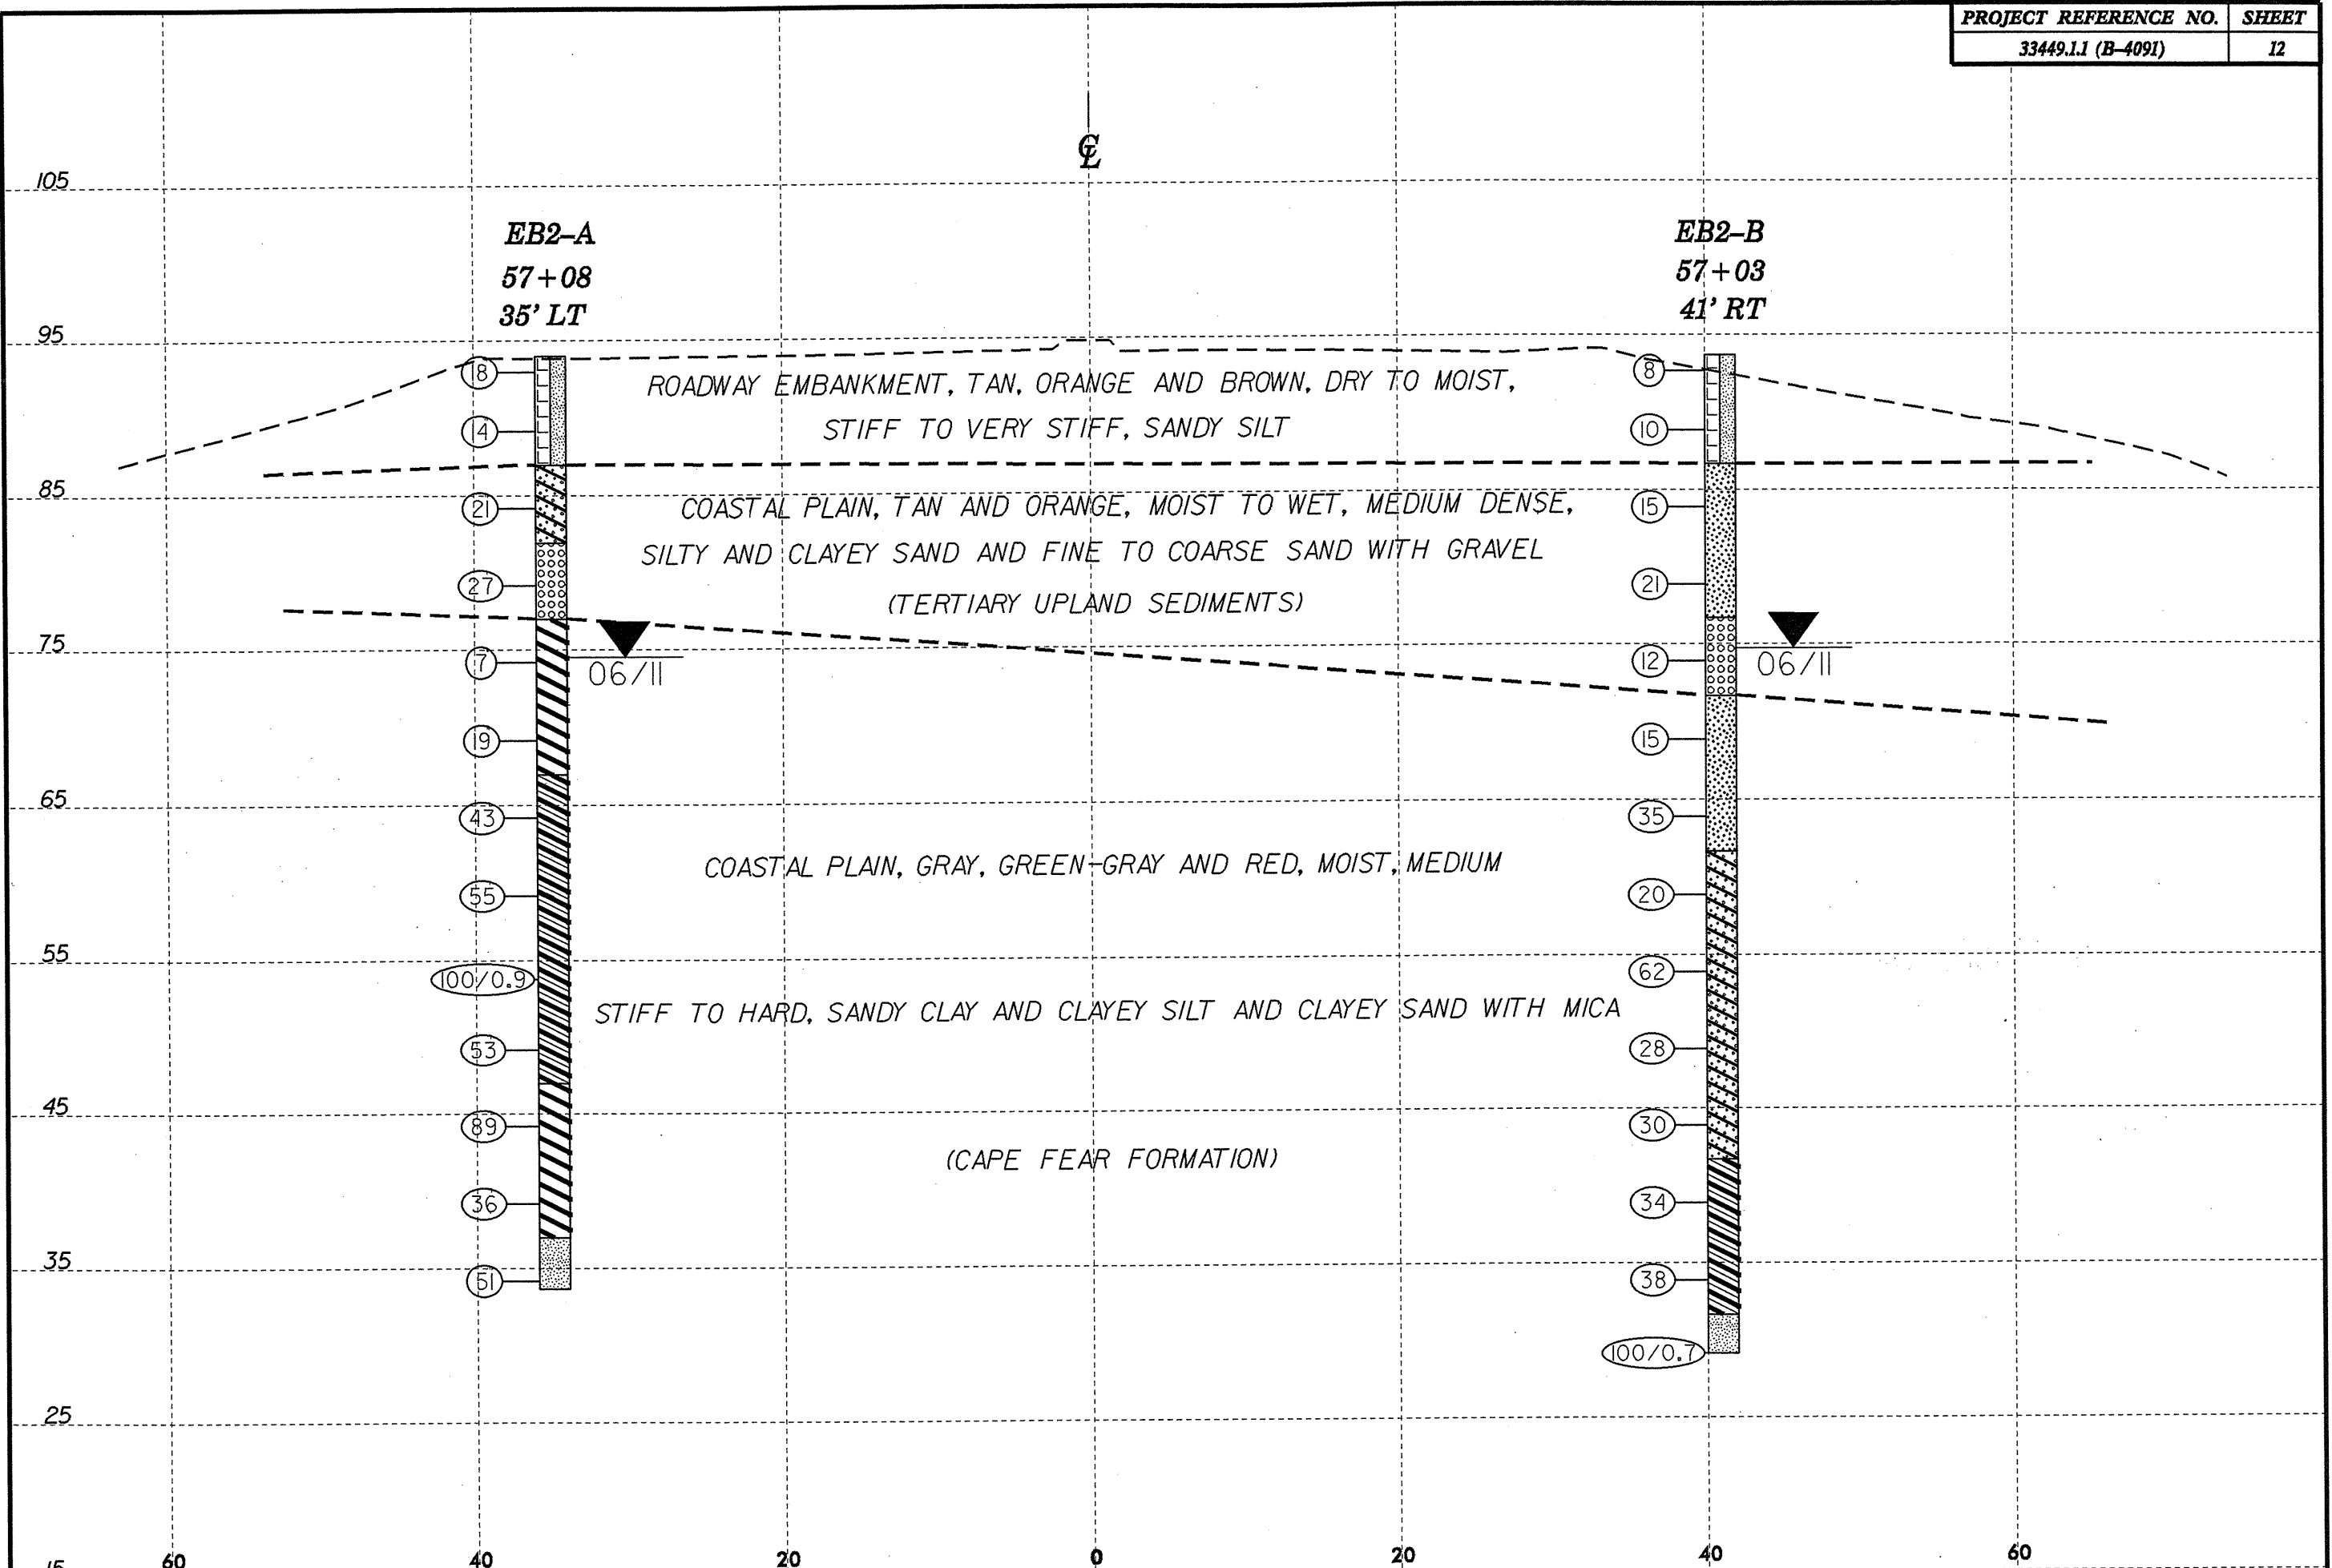 PROJECT REFERENCE NO. SHEET
33449.1.1 (B-4091) 12
℄
105
EB2-A
57+08
35' LT
EB2-B
57+03
41' RT
95
18
8
ROADWAY EMBANKMENT, TAN, ORANGE AND BROWN, DRY TO MOIST,
STIFF TO VERY STIFF, SANDY SILT
14
10
85
COASTAL PLAIN, TAN AND ORANGE, MOIST TO WET, MEDIUM DENSE,
21
15
SILTY AND CLAYEY SAND AND FINE TO COARSE SAND WITH GRAVEL
27
21
(TERTIARY UPLAND SEDIMENTS)
75
7
06/11
12
06/11
19
15
65
43
35
COASTAL PLAIN, GRAY, GREEN-GRAY AND RED, MOIST, MEDIUM
55
20
55
100/0.9
62
STIFF TO HARD, SANDY CLAY AND CLAYEY SILT AND CLAYEY SAND WITH MICA
53
28
45
89
30
(CAPE FEAR FORMATION)
36
34
35
51
38
100/0.7
25
15
60 40 20 0 20 40 60